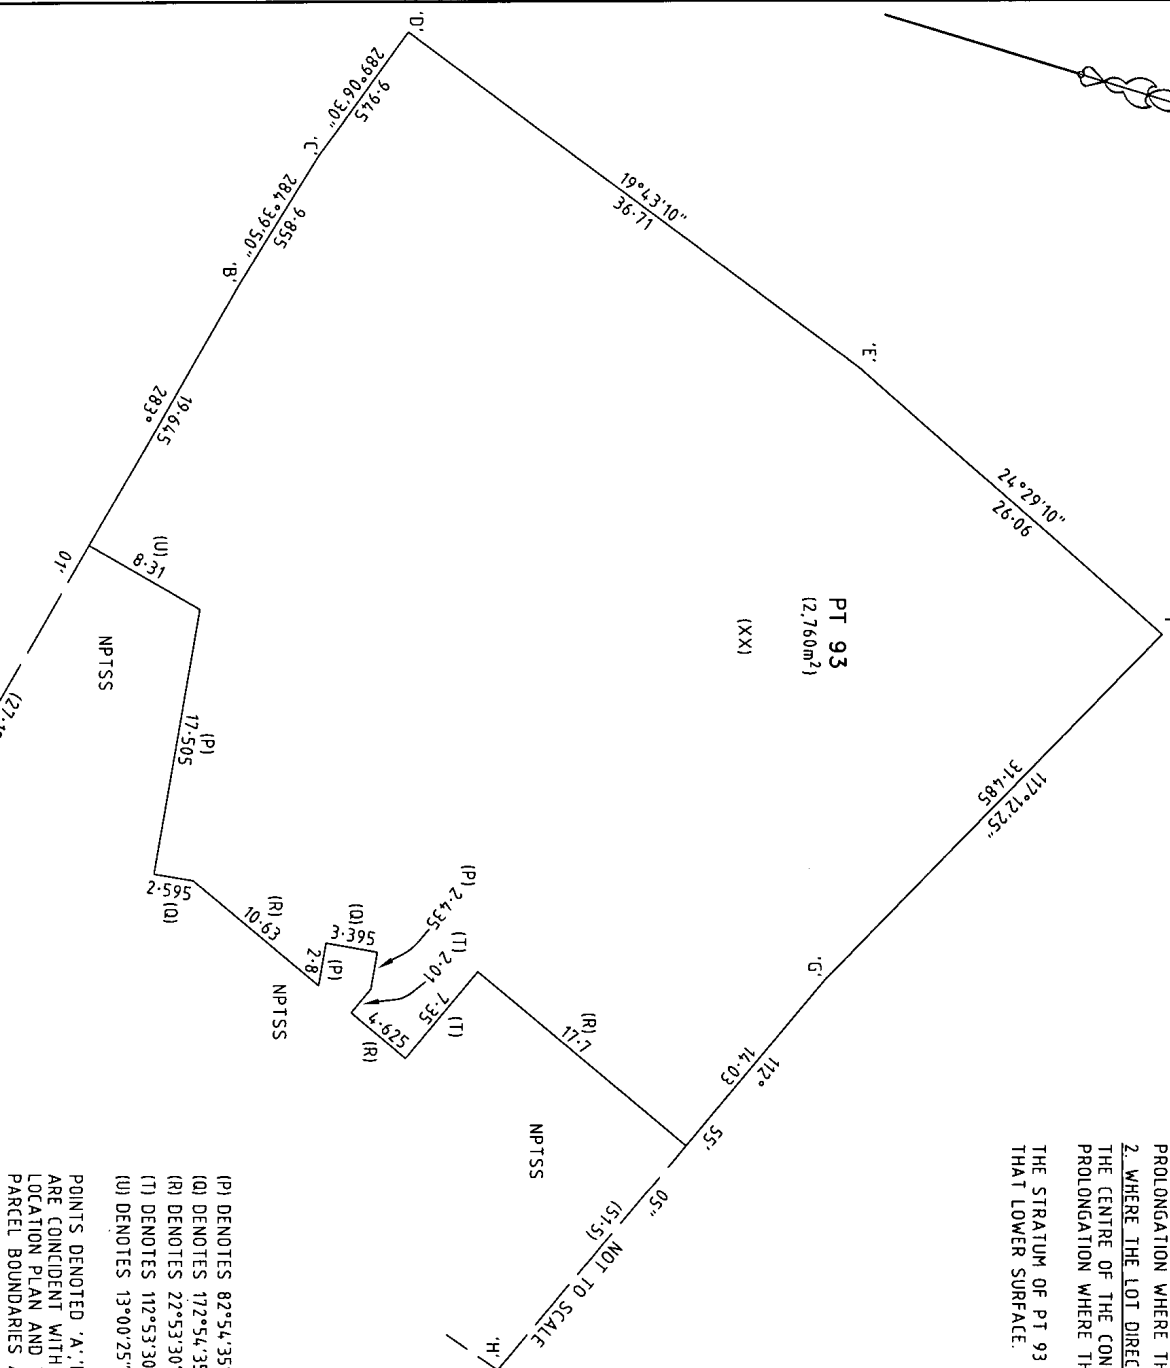 'D'
289°06'30"
9·945
'C'
284°39'50"
9·855
'B'
283°
19·645
01'
(U)
8·31
NPTSS
(P)
17·505
2·595
(Q)
(R)
10·63
2·8
(P)
(Q)
3·395
(P) 2·435
(T) 2·01
4·625
(R)
7·35
(T)
NPTSS
(R)
17·7
NPTSS
19°43'10"
36·71
'E'
24°29'10"
26·06
PT 93
(2,760m²)
(XX)
117°12'25"
31·485
'G'
112°
14·03
55'
05"
(51·5)
NOT TO SCALE
'H'
PROLONGATION WHERE
2. WHERE THE LOT
THE CENTRE OF THE
PROLONGATION WHERE
THE STRATUM OF PT 93
THAT LOWER SURFACE.
(P) DENOTES 82°54'35"
(Q) DENOTES 172°54'35
(R) DENOTES 22°53'30"
(T) DENOTES 112°53'30
(U) DENOTES 13°00'25"
POINTS DENOTED 'A',
ARE COINCIDENT WITH
LOCATION PLAN AND
PARCEL BOUNDARIES